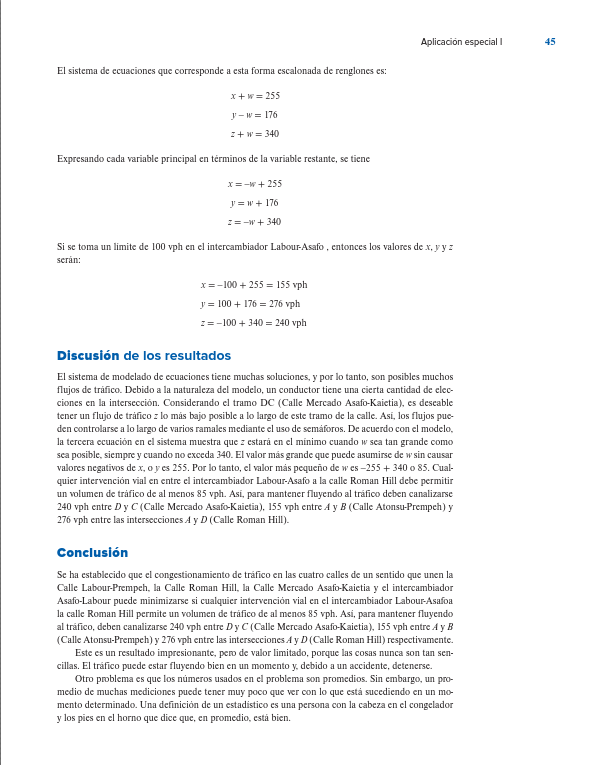 Aplicación especial I 45
El sistema de ecuaciones que corresponde a esta forma escalonada de renglones es:
x + w = 255
y – w = 176
z + w = 340
Expresando cada variable principal en términos de la variable restante, se tiene
x = –w + 255
y = w + 176
z = –w + 340
Si se toma un límite de 100 vph en el intercambiador Labour-Asafo , entonces los valores de x, y y z
serán:
x = –100 + 255 = 155 vph
y = 100 + 176 = 276 vph
z = –100 + 340 = 240 vph
Discusión de los resultados
El sistema de modelado de ecuaciones tiene muchas soluciones, y por lo tanto, son posibles muchos
flujos de tráfico. Debido a la naturaleza del modelo, un conductor tiene una cierta cantidad de elec-
ciones en la intersección. Considerando el tramo DC (Calle Mercado Asafo-Kaietia), es deseable
tener un flujo de tráfico z lo más bajo posible a lo largo de este tramo de la calle. Así, los flujos pue-
den controlarse a lo largo de varios ramales mediante el uso de semáforos. De acuerdo con el modelo,
la tercera ecuación en el sistema muestra que z estará en el mínimo cuando w sea tan grande como
sea posible, siempre y cuando no exceda 340. El valor más grande que puede asumirse de w sin causar
valores negativos de x, o y es 255. Por lo tanto, el valor más pequeño de w es –255 + 340 o 85. Cual-
quier intervención vial en entre el intercambiador Labour-Asafo a la calle Roman Hill debe permitir
un volumen de tráfico de al menos 85 vph. Así, para mantener fluyendo al tráfico deben canalizarse
240 vph entre D y C (Calle Mercado Asafo-Kaietia), 155 vph entre A y B (Calle Atonsu-Prempeh) y
276 vph entre las intersecciones A y D (Calle Roman Hill).
Conclusión
Se ha establecido que el congestionamiento de tráfico en las cuatro calles de un sentido que unen la
Calle Labour-Prempeh, la Calle Roman Hill, la Calle Mercado Asafo-Kaietia y el intercambiador
Asafo-Labour puede minimizarse si cualquier intervención vial en el intercambiador Labour-Asafoa
la calle Roman Hill permite un volumen de tráfico de al menos 85 vph. Así, para mantener fluyendo
al tráfico, deben canalizarse 240 vph entre D y C (Calle Mercado Asafo-Kaietia), 155 vph entre A y B
(Calle Atonsu-Prempeh) y 276 vph entre las intersecciones A y D (Calle Roman Hill) respectivamente.
Este es un resultado impresionante, pero de valor limitado, porque las cosas nunca son tan sen-
cillas. El tráfico puede estar fluyendo bien en un momento y, debido a un accidente, detenerse.
Otro problema es que los números usados en el problema son promedios. Sin embargo, un pro-
medio de muchas mediciones puede tener muy poco que ver con lo que está sucediendo en un mo-
mento determinado. Una definición de un estadístico es una persona con la cabeza en el congelador
y los pies en el horno que dice que, en promedio, está bien.